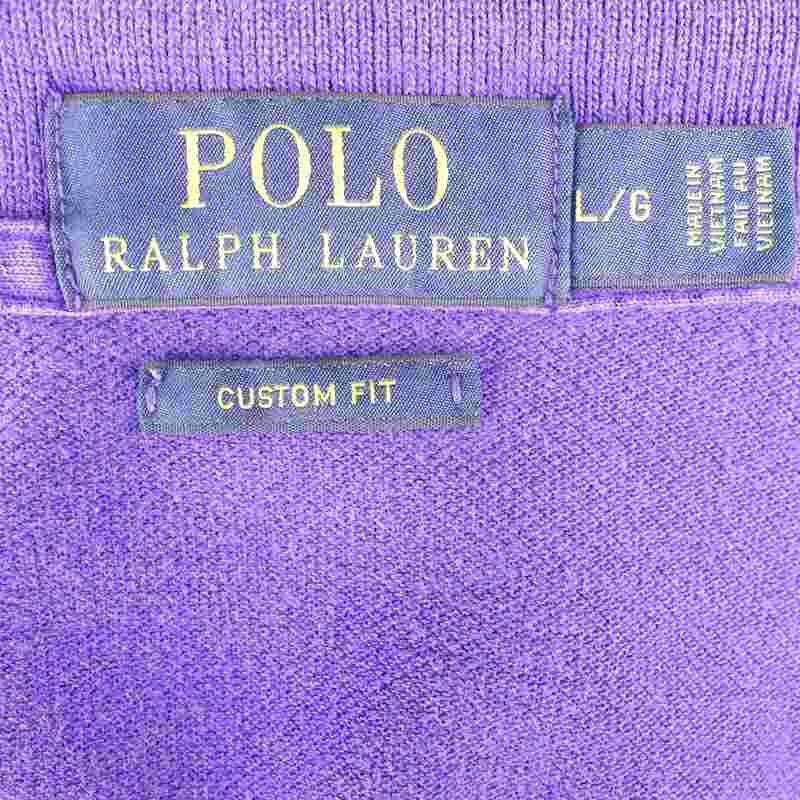 POLO
RALPH LAUREN
L/G
MADE IN
VIETNAM
FAIT AU
VIETNAM
CUSTOM FIT